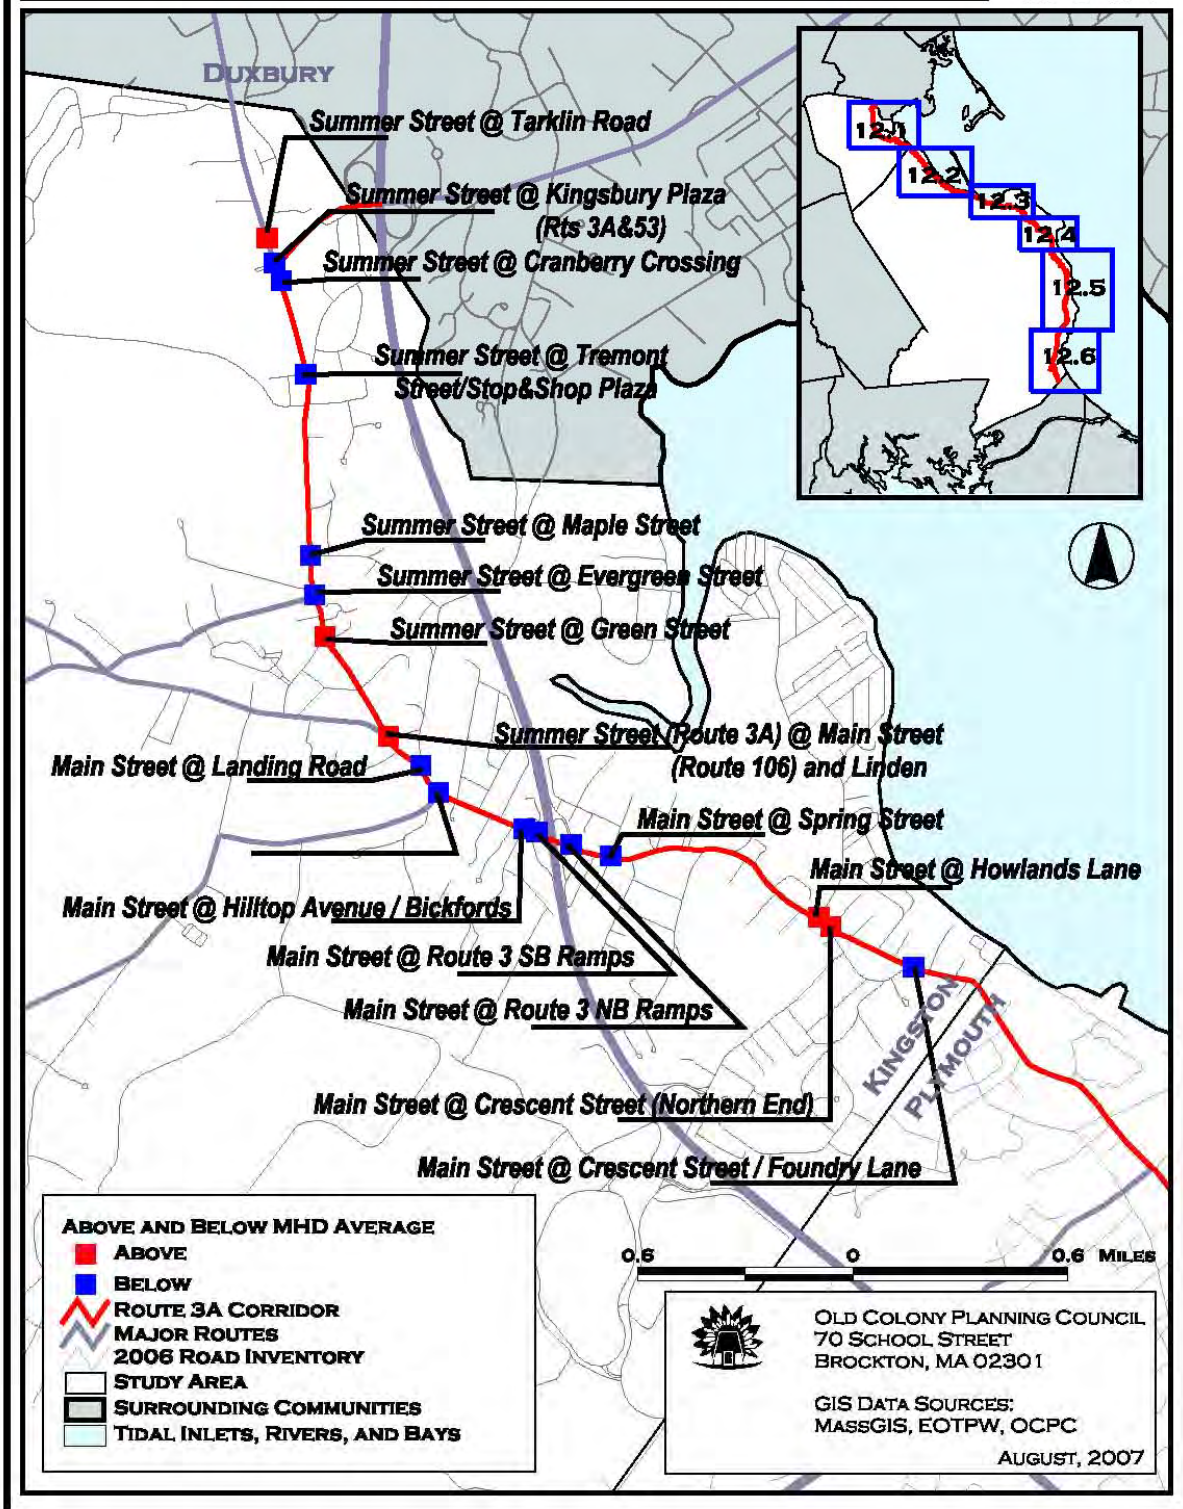 DUXBURY
Summer Street @ Tarklin Road
Summer Street @ Kingsbury Plaza
(Rts 3A&53)
Summer Street @ Cranberry Crossing
Summer Street @ Tremont
Street/Stop&Shop Plaza
12.1
12.2
12.3
12.4
12.5
12.6
Summer Street @ Maple Street
Summer Street @ Evergreen Street
Summer Street @ Green Street
Summer Street (Route 3A) @ Main Street
(Route 106) and Linden
Main Street @ Landing Road
Main Street @ Spring Street
Main Street @ Howlands Lane
Main Street @ Hilltop Avenue / Bickfords
Main Street @ Route 3 SB Ramps
Main Street @ Route 3 NB Ramps
KINGSTON
PLYMOUTH
Main Street @ Crescent Street (Northern End)
Main Street @ Crescent Street / Foundry Lane
ABOVE AND BELOW MHD AVERAGE
ABOVE
BELOW
ROUTE 3A CORRIDOR
MAJOR ROUTES
2006 ROAD INVENTORY
STUDY AREA
SURROUNDING COMMUNITIES
TIDAL INLETS, RIVERS, AND BAYS
0.6 0 0.6 MILES
OLD COLONY PLANNING COUNCIL
70 SCHOOL STREET
BROCKTON, MA 02301
GIS DATA SOURCES:
MASSGIS, EOTPW, OCPC
AUGUST, 2007